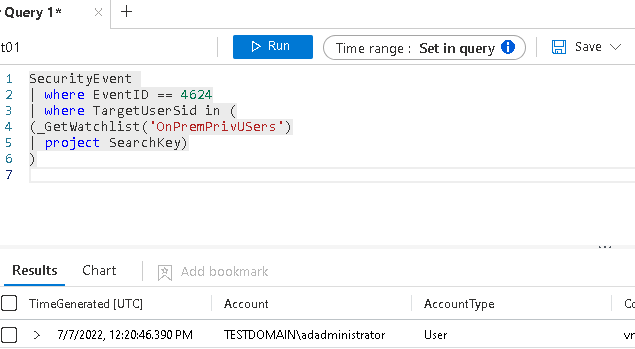 Query 1*
t01
Run
Time range : Set in query
Save
1 SecurityEvent
2 | where EventID == 4624
3 | where TargetUserSid in (
4 (_GetWatchlist('OnPremPrivUSers')
5 | project SearchKey)
6 )
7
Results Chart Add bookmark
TimeGenerated [UTC] Account AccountType Co
7/7/2022, 12:20:46.390 PM TESTDOMAIN\adadministrator User vr